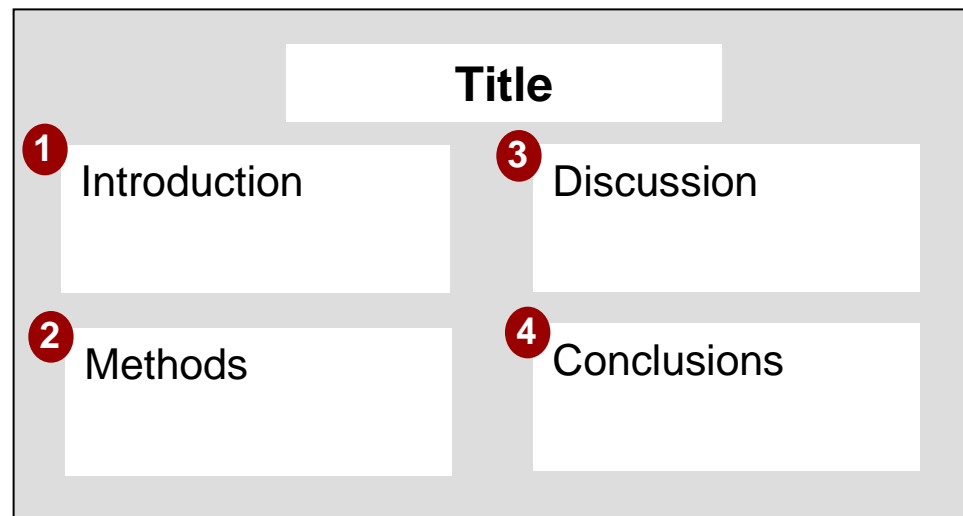 Title
1
Introduction
2
Methods
3
Discussion
4
Conclusions